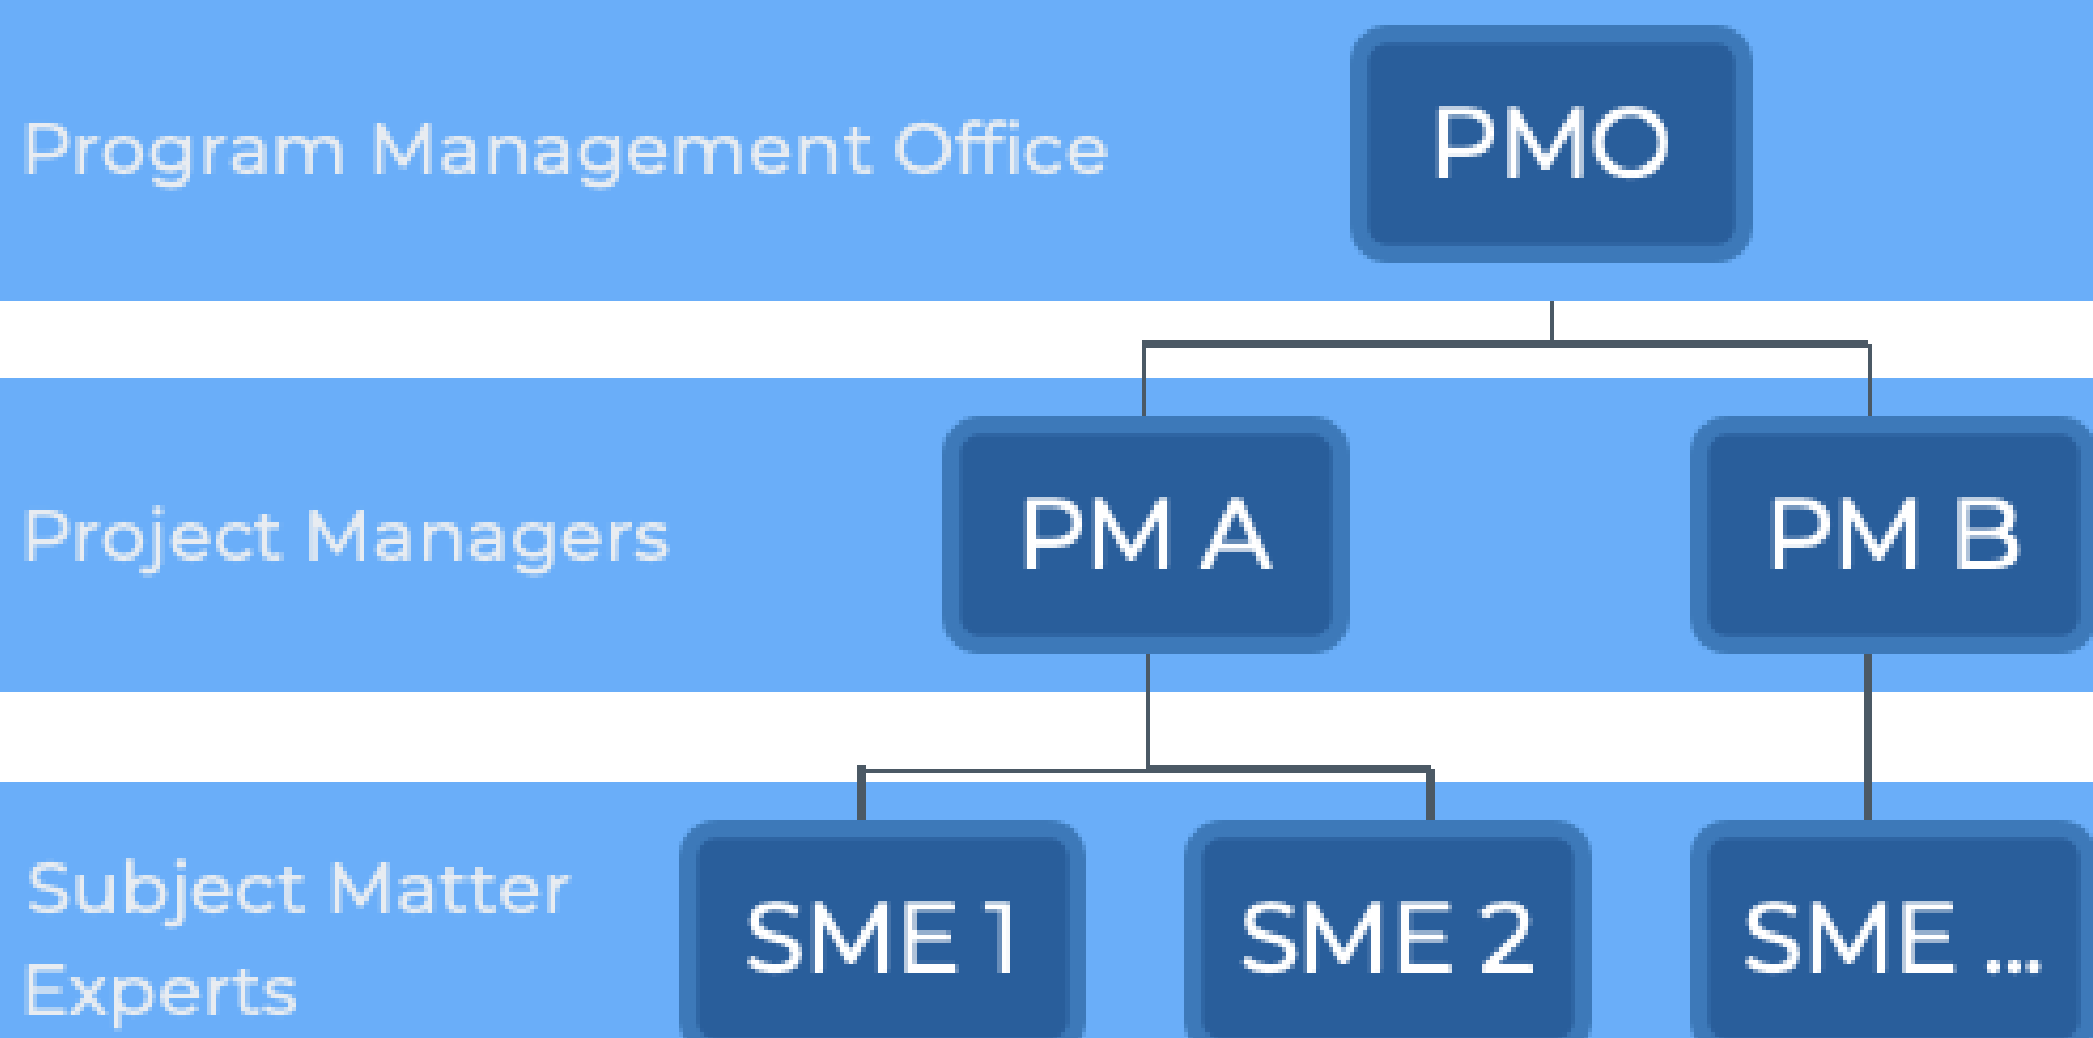 Program Management Office
PMO
Project Managers
PM A
PM B
Subject Matter
Experts
SME 1
SME 2
SME ...